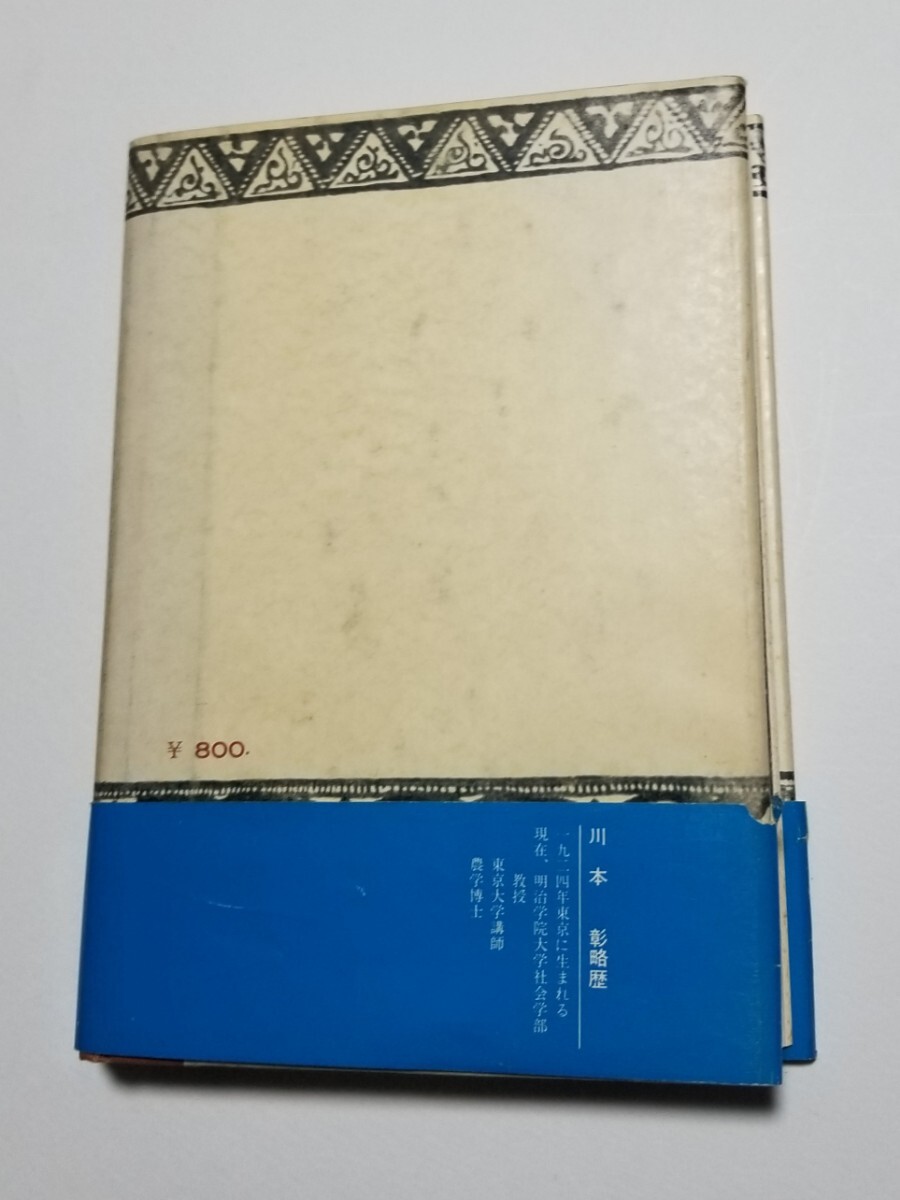 ¥ 800.
川本 彰略歴
一九二四年東京に生まれる
現在、明治学院大学社会学部
教授
東京大学講師
農学博士